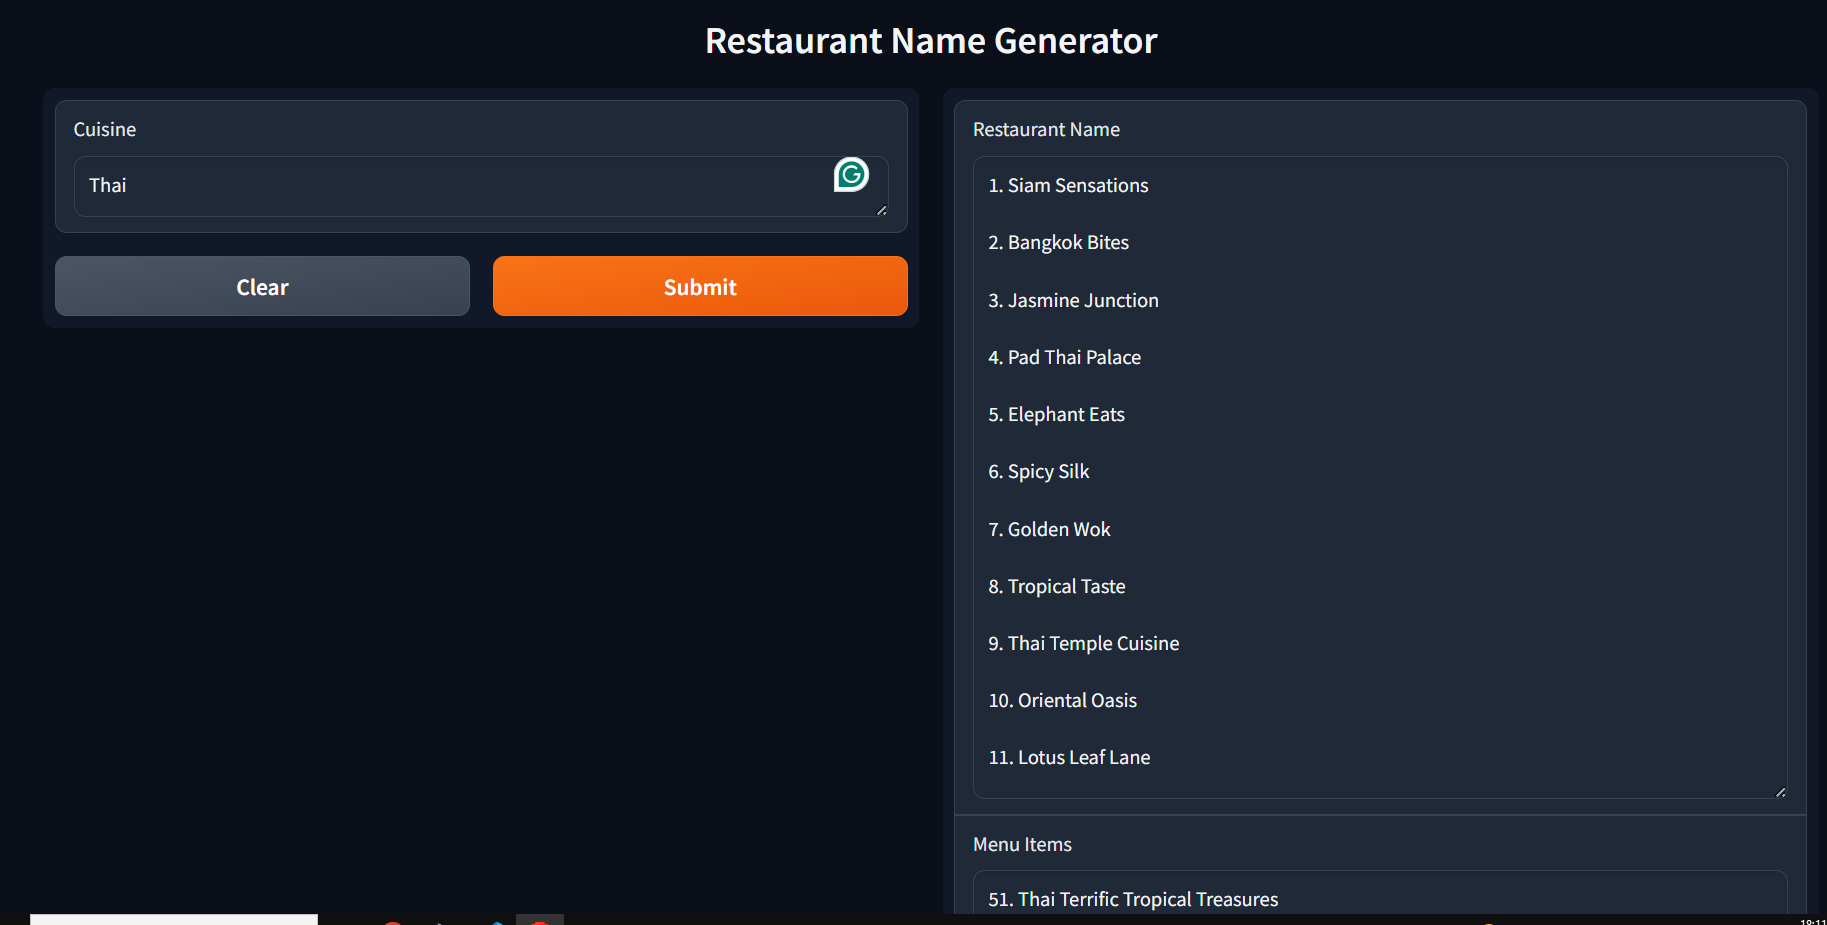 Restaurant Name Generator
Cuisine
Thai
Clear
Submit
Restaurant Name
1. Siam Sensations
2. Bangkok Bites
3. Jasmine Junction
4. Pad Thai Palace
5. Elephant Eats
6. Spicy Silk
7. Golden Wok
8. Tropical Taste
9. Thai Temple Cuisine
10. Oriental Oasis
11. Lotus Leaf Lane
Menu Items
51. Thai Terrific Tropical Treasures